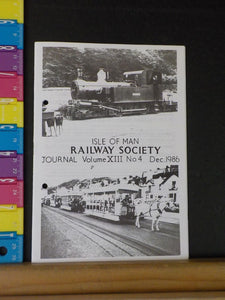 ISLE OF MAN
RAILWAY SOCIETY
JOURNAL Volume XIII No 4 Dec. 1986